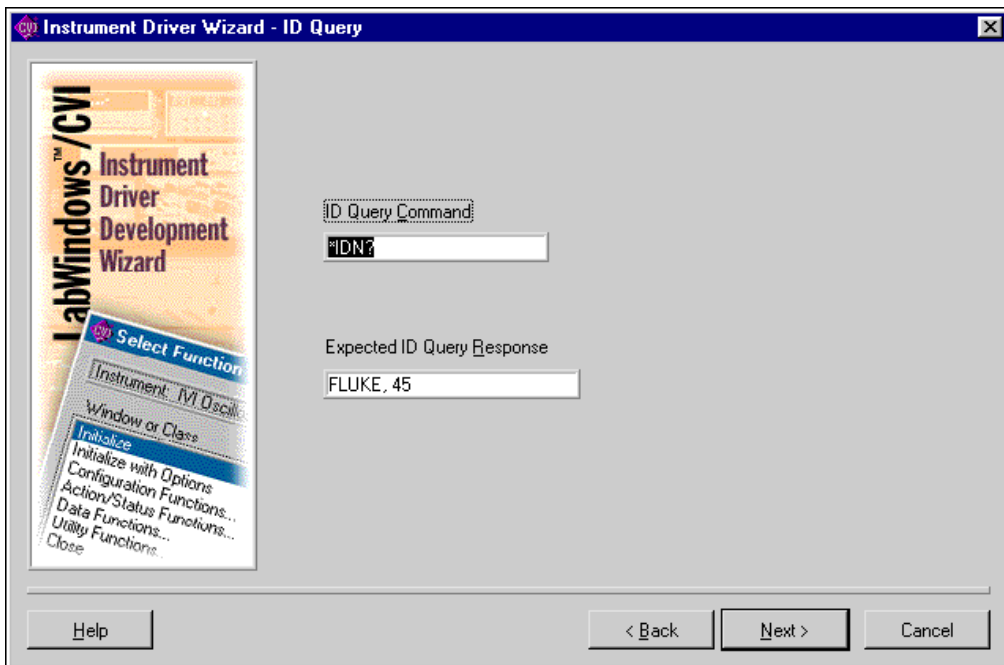 CVI Instrument Driver Wizard - ID Query
LabWindows™/CVI
Instrument
Driver
Development
Wizard
CVI Select Function
Instrument: IVI Oscill
Window or Class
Initialize
Initialize with Options
Configuration Functions...
Action/Status Functions...
Data Functions...
Utility Functions...
Close
ID Query Command
*IDN?
Expected ID Query Response
FLUKE, 45
Help
< Back
Next >
Cancel